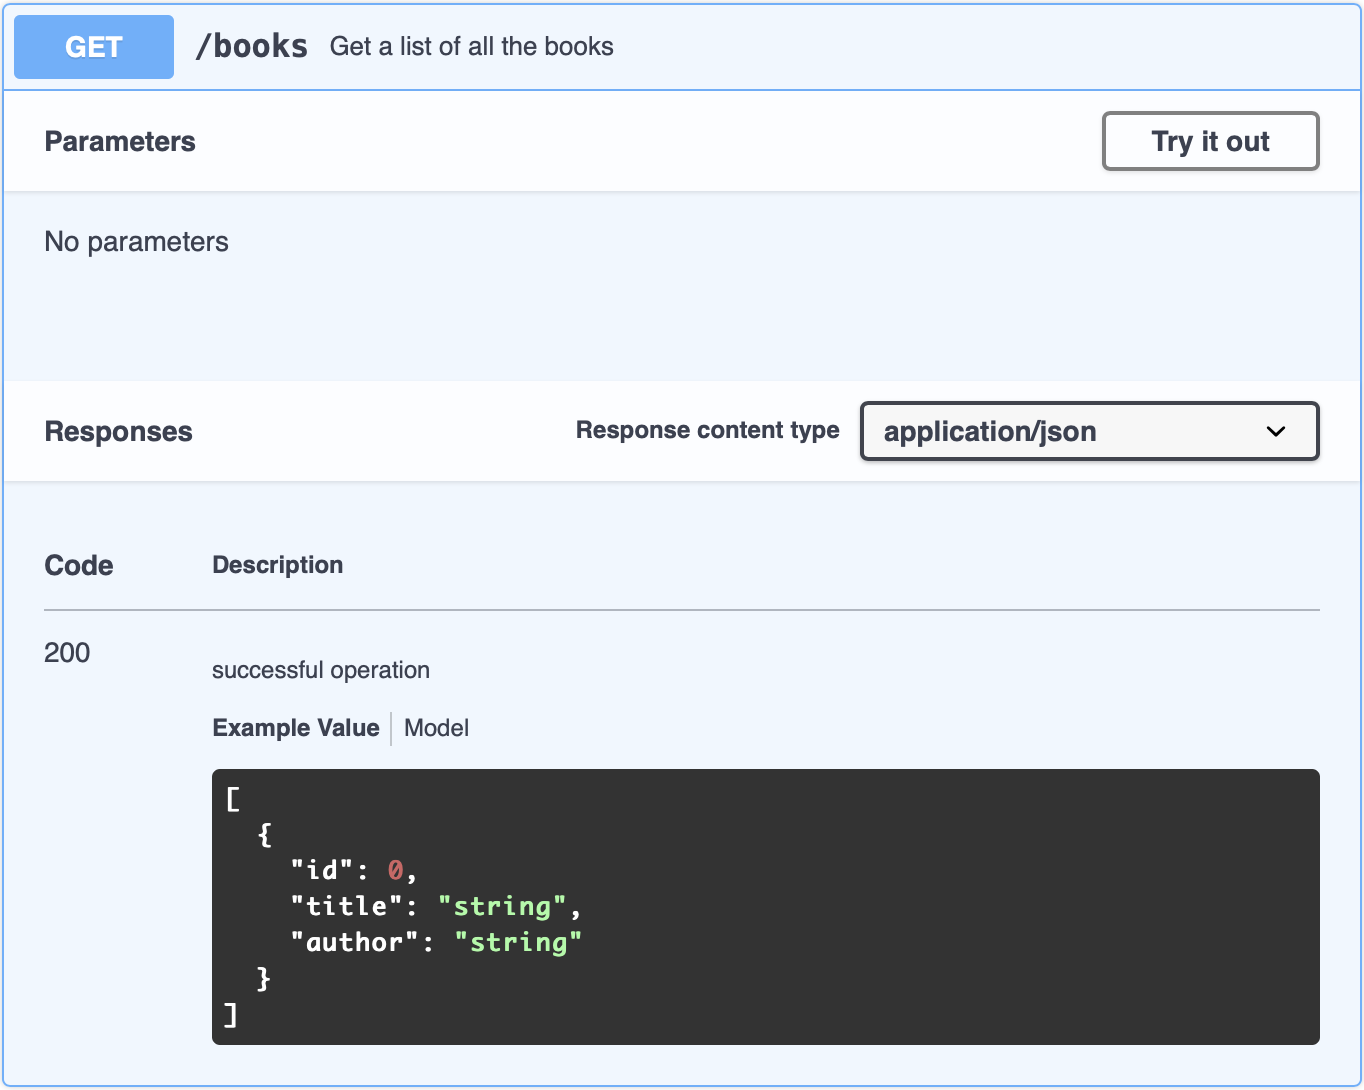 GET /books Get a list of all the books
Parameters Try it out
No parameters
Responses Response content type application/json
Code Description
200
successful operation
Example Value Model
[
  {
    "id": 0,
    "title": "string",
    "author": "string"
  }
]